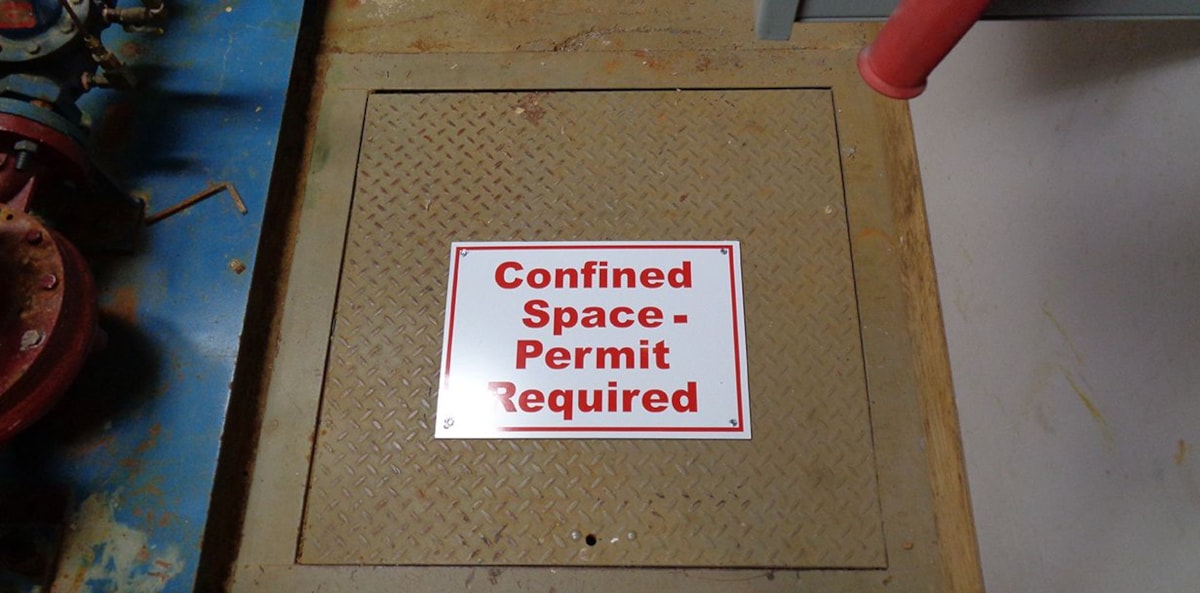 Confined
Space -
Permit
Required